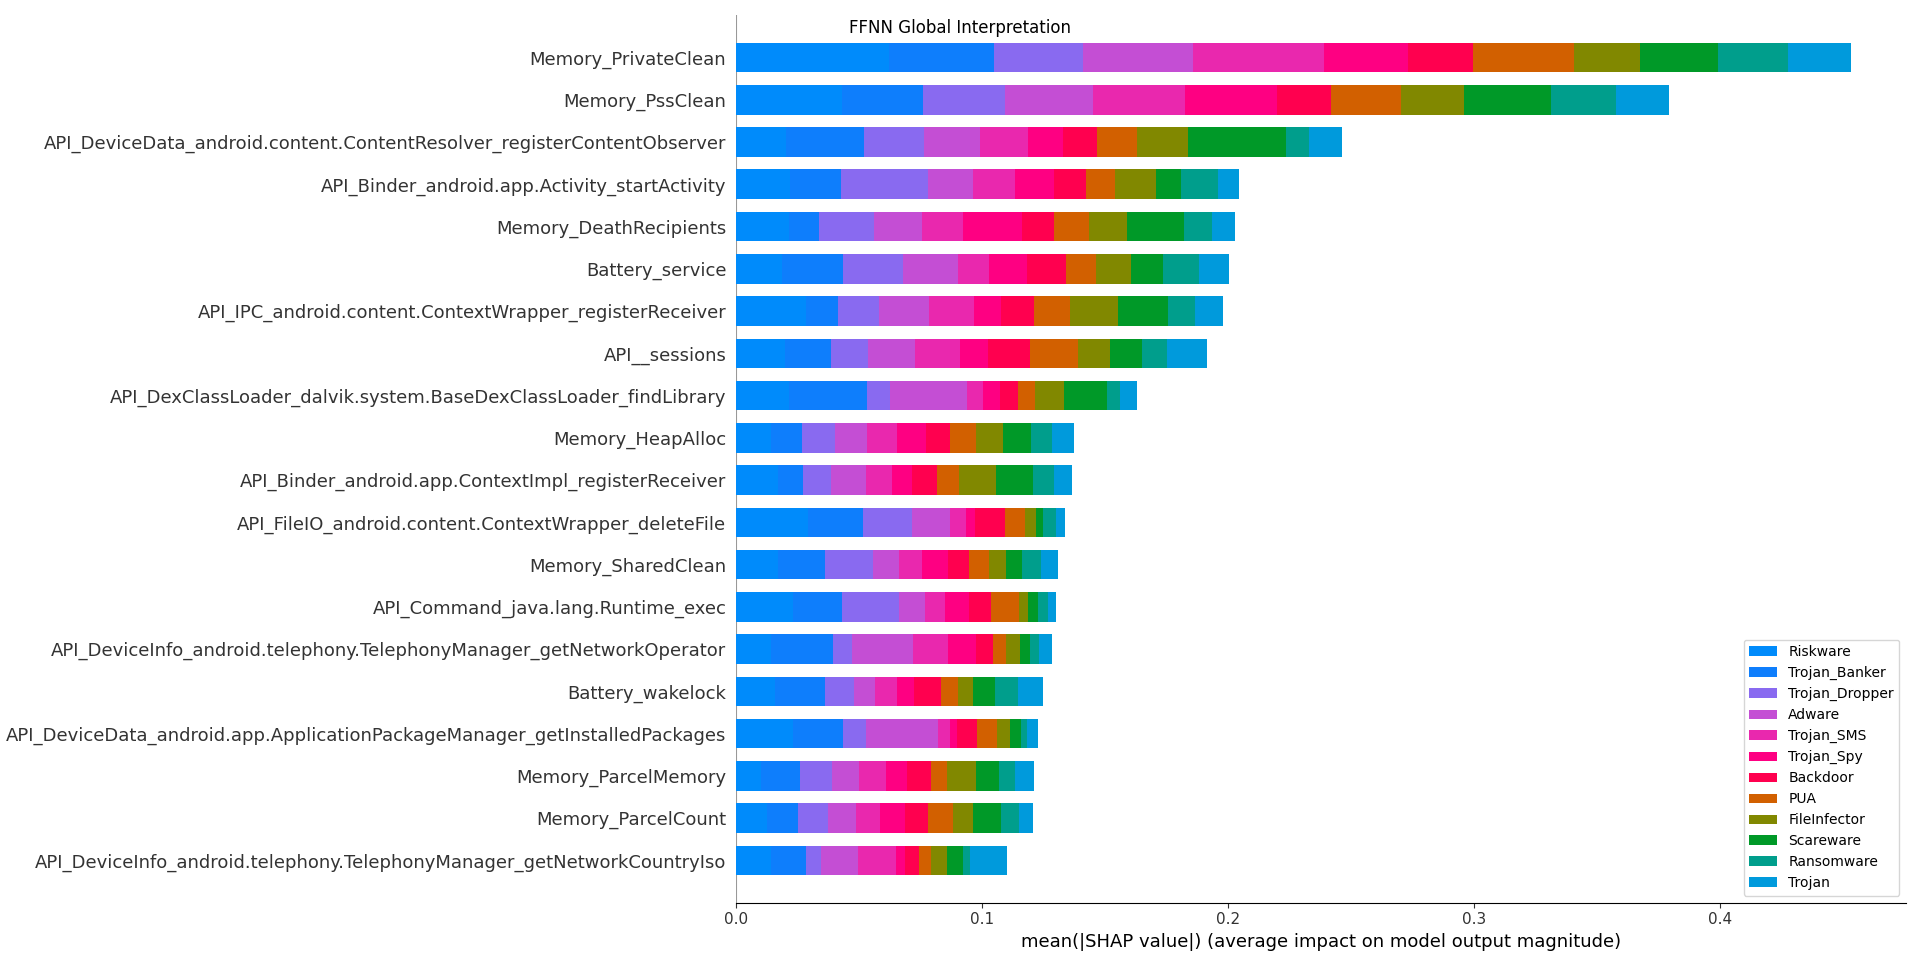 FFNN Global Interpretation
Memory_PrivateClean
Memory_PssClean
API_DeviceData_android.content.ContentResolver_registerContentObserver
API_Binder_android.app.Activity_startActivity
Memory_DeathRecipients
Battery_service
API_IPC_android.content.ContextWrapper_registerReceiver
API__sessions
API_DexClassLoader_dalvik.system.BaseDexClassLoader_findLibrary
Memory_HeapAlloc
API_Binder_android.app.ContextImpl_registerReceiver
API_FileIO_android.content.ContextWrapper_deleteFile
Memory_SharedClean
API_Command_java.lang.Runtime_exec
API_DeviceInfo_android.telephony.TelephonyManager_getNetworkOperator
Battery_wakelock
API_DeviceData_android.app.ApplicationPackageManager_getInstalledPackages
Memory_ParcelMemory
Memory_ParcelCount
API_DeviceInfo_android.telephony.TelephonyManager_getNetworkCountryIso
Riskware
Trojan_Banker
Trojan_Dropper
Adware
Trojan_SMS
Trojan_Spy
Backdoor
PUA
FileInfector
Scareware
Ransomware
Trojan
0.0 0.1 0.2 0.3 0.4
mean(|SHAP value|) (average impact on model output magnitude)